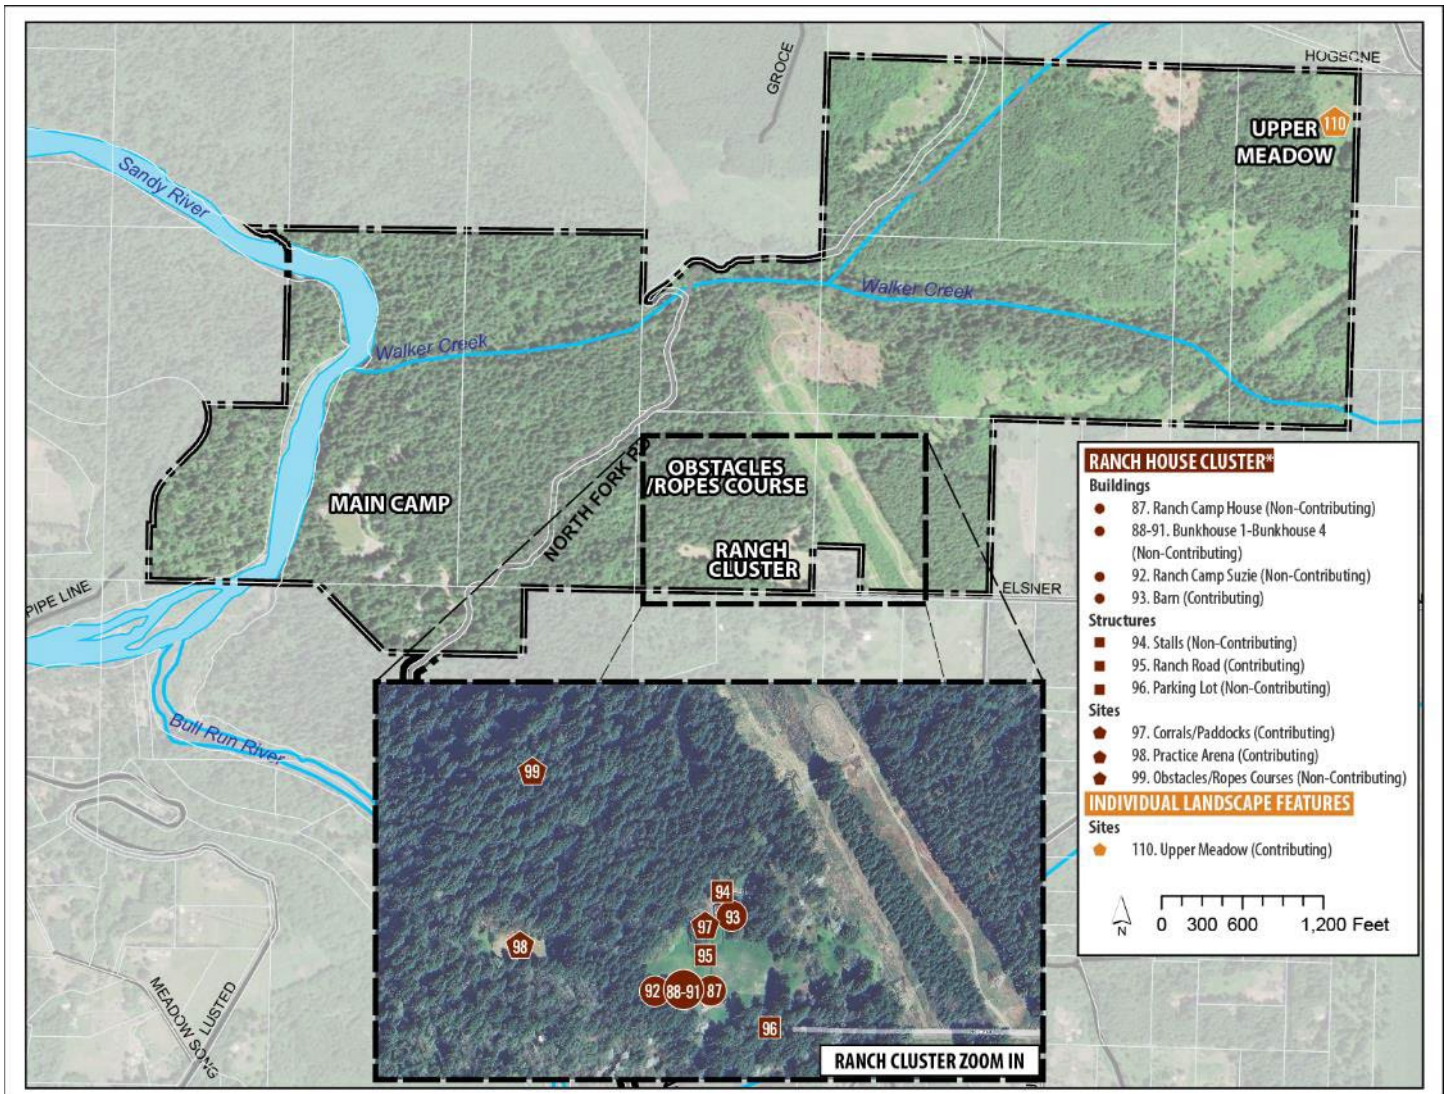 HOGBONE
GROCE
UPPER 110
MEADOW
Sandy River
Walker Creek
Walker Creek
MAIN CAMP
NORTH FORK RD
OBSTACLES
/ROPES COURSE
RANCH
CLUSTER
ELSNER
PIPE LINE
Bull Run River
MEADOW SONG
LUSTED
99
94
93
97
98
95
92
88-91
87
96
RANCH CLUSTER ZOOM IN
RANCH HOUSE CLUSTER*
Buildings
87. Ranch Camp House (Non-Contributing)
88-91. Bunkhouse 1-Bunkhouse 4
(Non-Contributing)
92. Ranch Camp Suzie (Non-Contributing)
93. Barn (Contributing)
Structures
94. Stalls (Non-Contributing)
95. Ranch Road (Contributing)
96. Parking Lot (Non-Contributing)
Sites
97. Corrals/Paddocks (Contributing)
98. Practice Arena (Contributing)
99. Obstacles/Ropes Courses (Non-Contributing)
INDIVIDUAL LANDSCAPE FEATURES
Sites
110. Upper Meadow (Contributing)
N
0 300 600 1,200 Feet